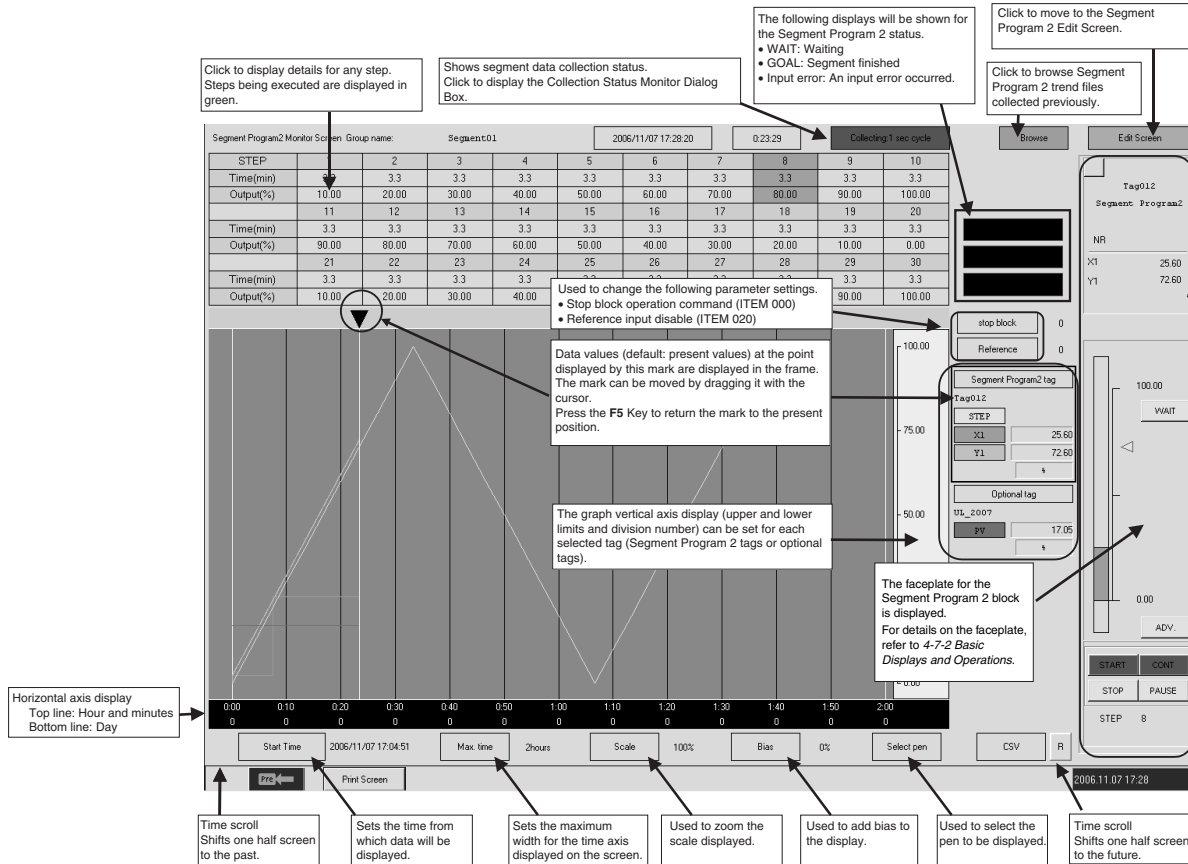 The following displays will be shown for
the Segment Program 2 status.
• WAIT: Waiting
• GOAL: Segment finished
• Input error: An input error occurred.
Click to move to the Segment
Program 2 Edit Screen.
Click to display details for any step.
Steps being executed are displayed in
green.
Shows segment data collection status.
Click to display the Collection Status Monitor Dialog
Box.
Click to browse Segment
Program 2 trend files
collected previously.
Segment Program2 Monitor Screen Group name: Segment01 2006/11/07 17:28:20 0:23:29 Collecting:1 sec cycle Browse Edit Screen
STEP 2 3 4 5 6 7 8 9 10
Time(min) 3.3 3.3 3.3 3.3 3.3 3.3 3.3 3.3 3.3
Output(%) 10.00 20.00 30.00 40.00 50.00 60.00 70.00 80.00 90.00 100.00
11 12 13 14 15 16 17 18 19 20
Time(min) 3.3 3.3 3.3 3.3 3.3 3.3 3.3 3.3 3.3 3.3
Output(%) 90.00 80.00 70.00 60.00 50.00 40.00 30.00 20.00 10.00 0.00
21 22 23 24 25 26 27 28 29 30
Time(min) 3.3 3.3 3.3 3.3 3.3 3.3
Output(%) 10.00 20.00 30.00 40.00 90.00 100.00
Tag012
Segment Program2
NR
X1 25.60
Y1 72.60
Used to change the following parameter settings.
• Stop block operation command (ITEM 000)
• Reference input disable (ITEM 020)
stop block 0
Reference 0
Data values (default: present values) at the point
displayed by this mark are displayed in the frame.
The mark can be moved by dragging it with the
cursor.
Press the F5 Key to return the mark to the present
position.
100.00
75.00
50.00
0.00
Segment Program2 tag
Tag012
STEP
X1 25.60
Y1 72.60
%
Optional tag
UL_2007
PV 17.05
%
100.00
WAIT
0.00
ADV.
START CONT
STOP PAUSE
STEP 8
The graph vertical axis display (upper and lower
limits and division number) can be set for each
selected tag (Segment Program 2 tags or optional
tags).
The faceplate for the
Segment Program 2 block
is displayed.
For details on the faceplate,
refer to 4-7-2 Basic
Displays and Operations.
Horizontal axis display
Top line: Hour and minutes
Bottom line: Day
0:00 0:10 0:20 0:30 0:40 0:50 1:00 1:10 1:20 1:30 1:40 1:50 2:00
0 0 0 0 0 0 0 0 0 0 0 0 0
Start Time 2006/11/07 17:04:51 Max. time 2hours Scale 100% Bias 0% Select pen CSV R
Pre Print Screen 2006.11.07 17:28
Time scroll
Shifts one half screen
to the past.
Sets the time from
which data will be
displayed.
Sets the maximum
width for the time axis
displayed on the screen.
Used to zoom the
scale displayed.
Used to add bias to
the display.
Used to select the
pen to be displayed.
Time scroll
Shifts one half screen
to the future.